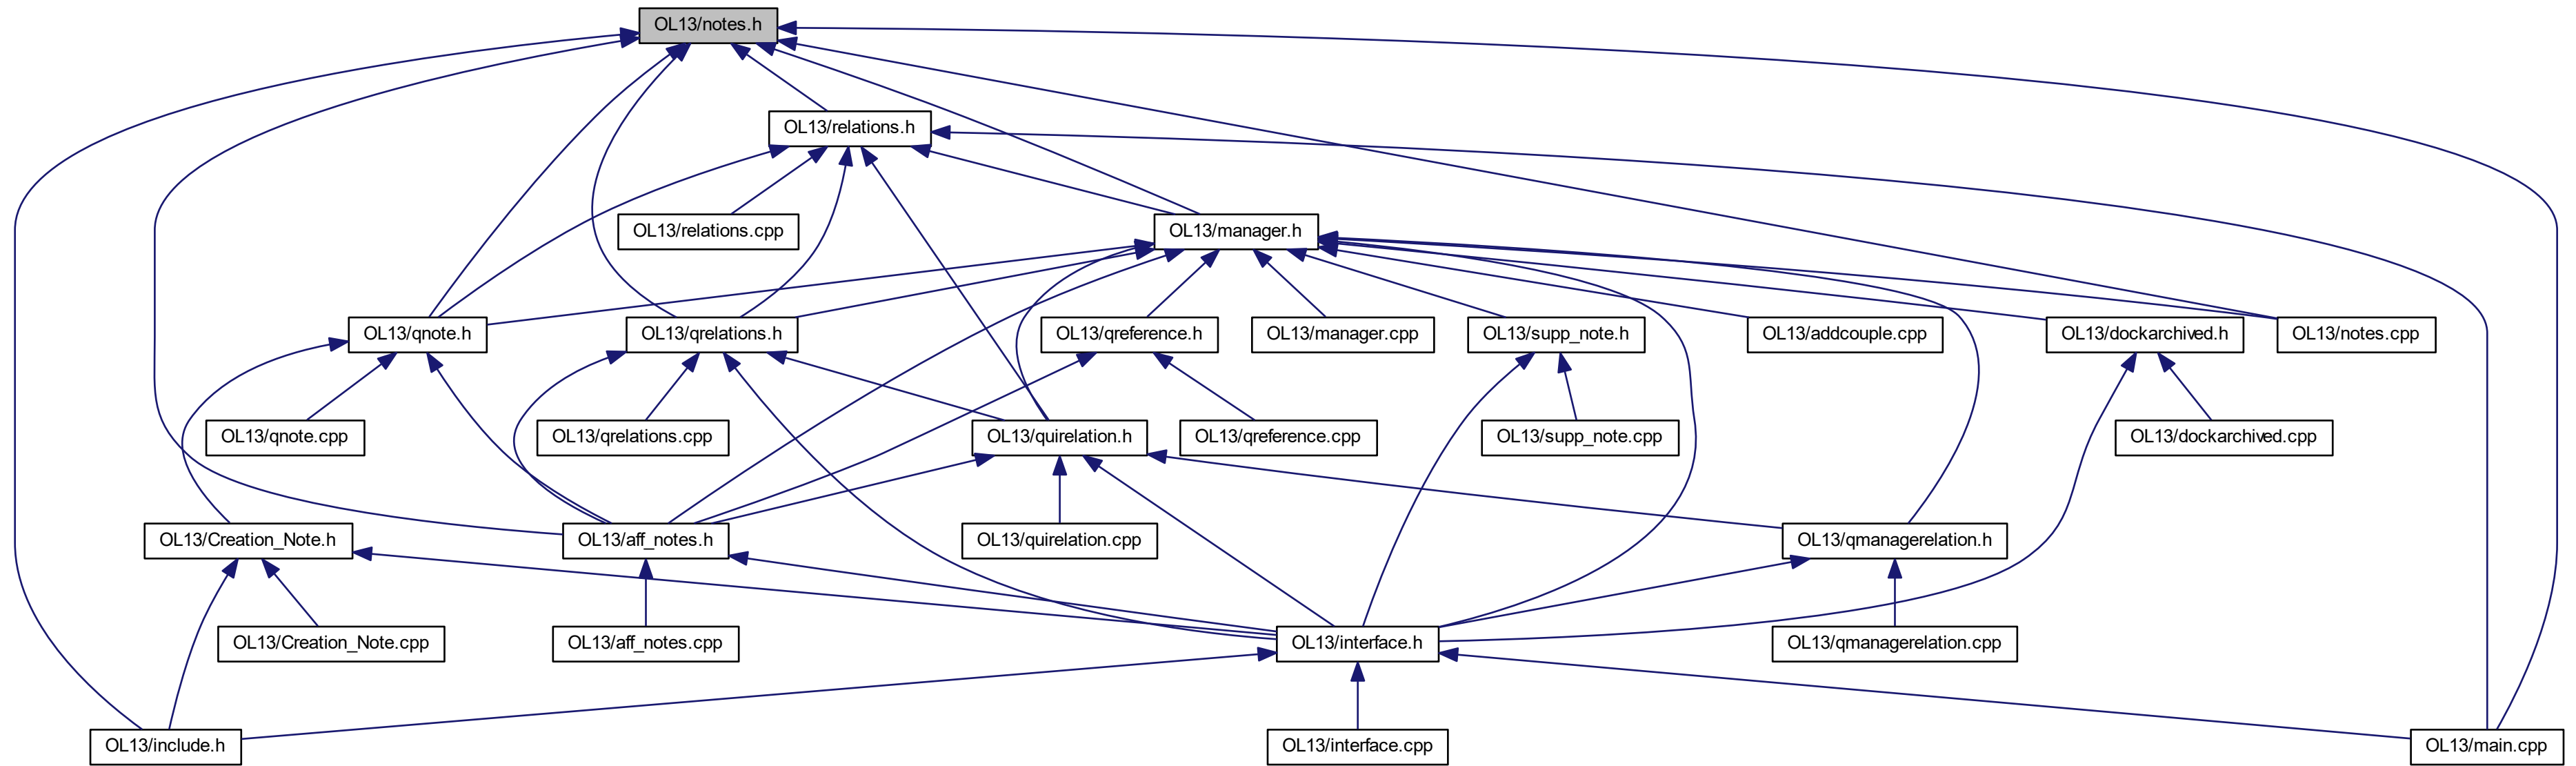 OL13/notes.h
OL13/relations.h
OL13/relations.cpp
OL13/manager.h
OL13/qnote.h
OL13/qrelations.h
OL13/qreference.h
OL13/manager.cpp
OL13/supp_note.h
OL13/addcouple.cpp
OL13/dockarchived.h
OL13/notes.cpp
OL13/qnote.cpp
OL13/qrelations.cpp
OL13/quirelation.h
OL13/qreference.cpp
OL13/supp_note.cpp
OL13/dockarchived.cpp
OL13/Creation_Note.h
OL13/aff_notes.h
OL13/quirelation.cpp
OL13/qmanagerelation.h
OL13/Creation_Note.cpp
OL13/aff_notes.cpp
OL13/interface.h
OL13/qmanagerelation.cpp
OL13/include.h
OL13/interface.cpp
OL13/main.cpp